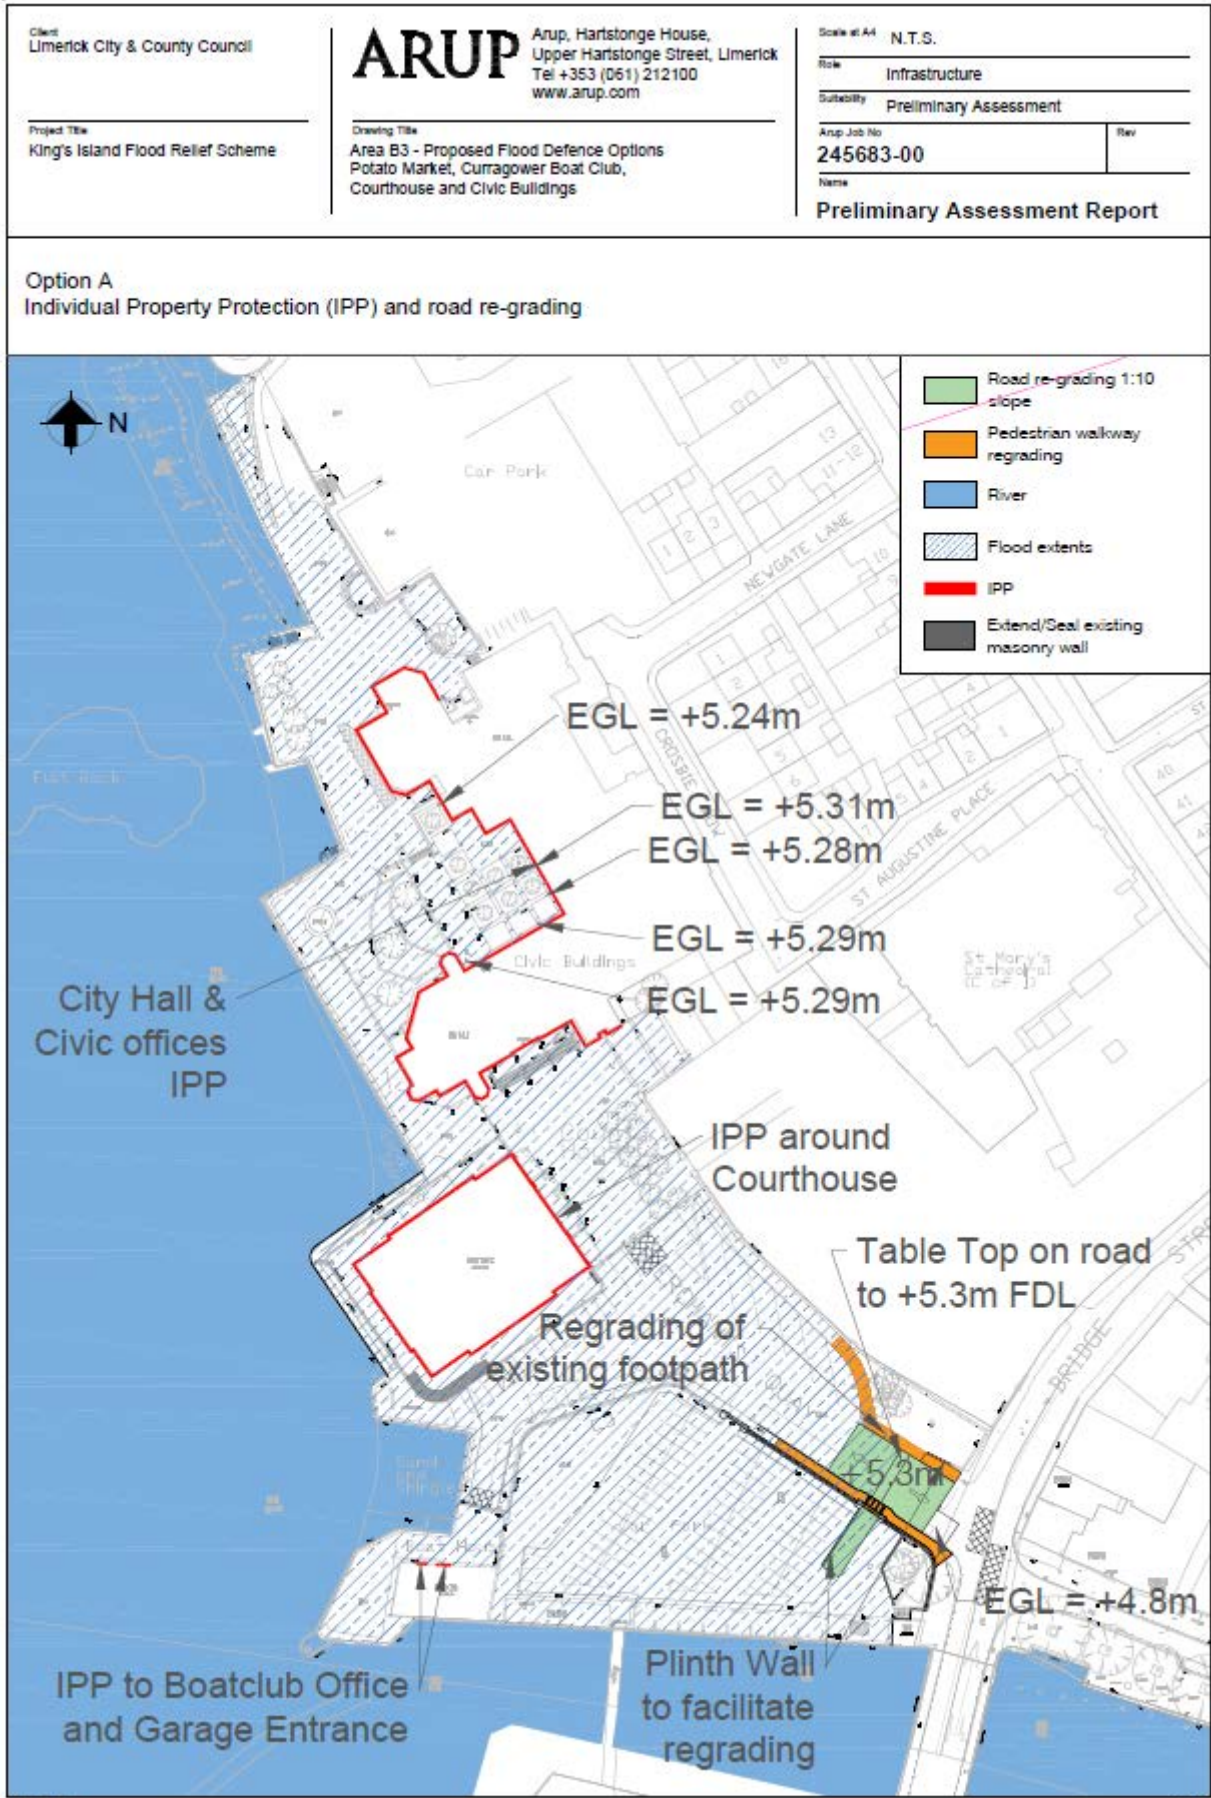 Client
Limerick City & County Council
Project Title
King's Island Flood Relief Scheme
ARUP
Arup, Hartstonge House,
Upper Hartstonge Street, Limerick
Tel +353 (061) 212100
www.arup.com
Drawing Title
Area B3 - Proposed Flood Defence Options
Potato Market, Curragower Boat Club,
Courthouse and Civic Buildings
Scale at A4 N.T.S.
Role
Infrastructure
Suitability
Preliminary Assessment
Arup Job No
245683-00
Rev
Name
Preliminary Assessment Report
Option A
Individual Property Protection (IPP) and road re-grading
N
Road re-grading 1:10
slope
Pedestrian walkway
regrading
River
Flood extents
IPP
Extend/Seal existing
masonry wall
Car Park
13
11-12
1
2
3
10
NEWGATE LANE
CROSBIE
ST AUGUSTINE PLACE
EGL = +5.24m
EGL = +5.31m
EGL = +5.28m
EGL = +5.29m
EGL = +5.29m
Civic Buildings
St Mary's
Cathedral
City Hall &
Civic offices
IPP
IPP around
Courthouse
Table Top on road
to +5.3m FDL
Regrading of
existing footpath
+5.3m
BRIDGE
EGL = +4.8m
IPP to Boatclub Office
and Garage Entrance
Plinth Wall
to facilitate
regrading